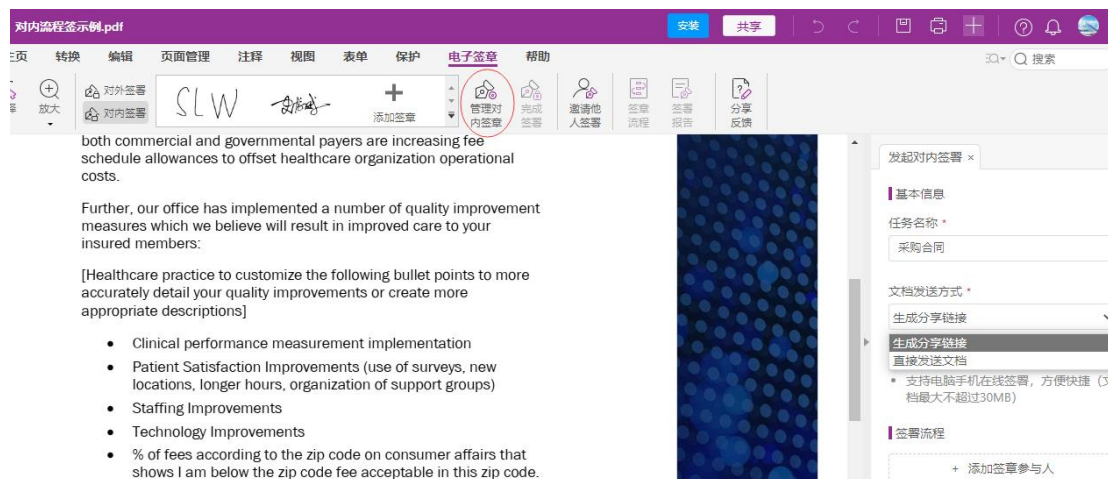 对内流程签示例.pdf
安装
共享
转换 编辑 页面管理 注释 视图 表单 保护 电子签章 帮助
搜索
放大
对外签署
对内签署
SLW
添加签章
管理对
内签章
完成
签署
邀请他
人签署
签章
流程
签署
报告
分享
反馈
both commercial and governmental payers are increasing fee
schedule allowances to offset healthcare organization operational
costs.
Further, our office has implemented a number of quality improvement
measures which we believe will result in improved care to your
insured members:
[Healthcare practice to customize the following bullet points to more
accurately detail your quality improvements or create more
appropriate descriptions]
• Clinical performance measurement implementation
• Patient Satisfaction Improvements (use of surveys, new
locations, longer hours, organization of support groups)
• Staffing Improvements
• Technology Improvements
• % of fees according to the zip code on consumer affairs that
shows I am below the zip code fee acceptable in this zip code.
发起对内签署 ×
基本信息
任务名称 *
采购合同
文档发送方式 *
生成分享链接
生成分享链接
直接发送文档
• 支持电脑手机在线签署，方便快捷（文
档最大不超过30MB）
签署流程
+ 添加签章参与人